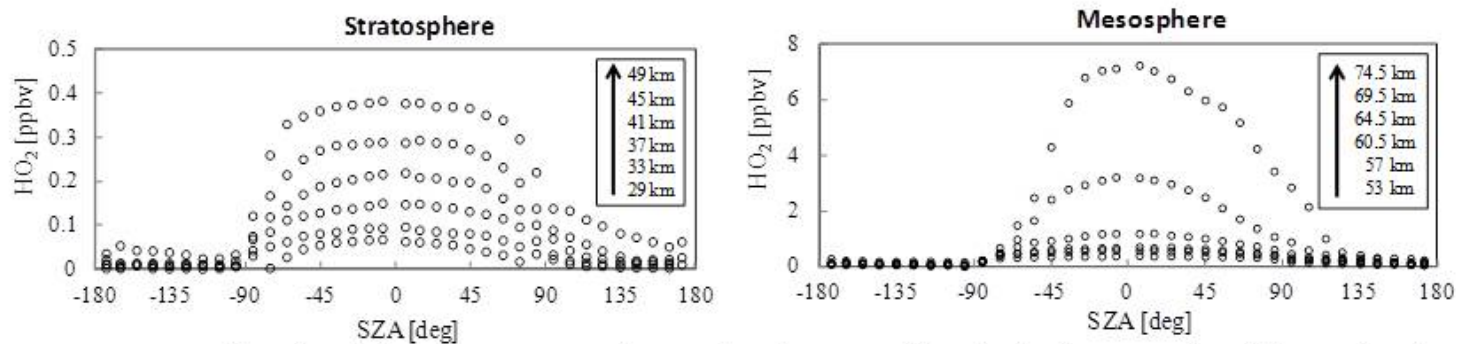 Stratosphere
HO2 [ppbv]
0.5
0.4
0.3
0.2
0.1
0
49 km
45 km
41 km
37 km
33 km
29 km
-180 -135 -90 -45 0 45 90 135 180
SZA [deg]
Mesosphere
HO2 [ppbv]
8
6
4
2
0
74.5 km
69.5 km
64.5 km
60.5 km
57 km
53 km
-180 -135 -90 -45 0 45 90 135 180
SZA [deg]